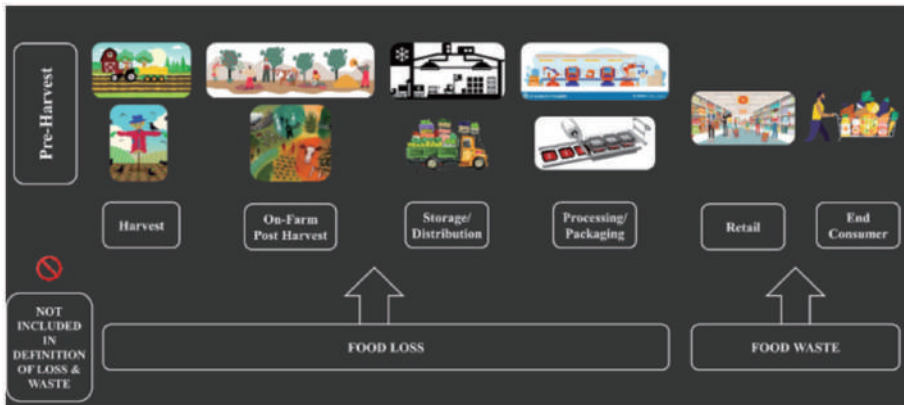 Pre-Harvest
Harvest
On-Farm
Post Harvest
Storage/
Distribution
Processing/
Packaging
Retail
End
Consumer
NOT
INCLUDED
IN
DEFINITION
OF LOSS &
WASTE
FOOD LOSS
FOOD WASTE